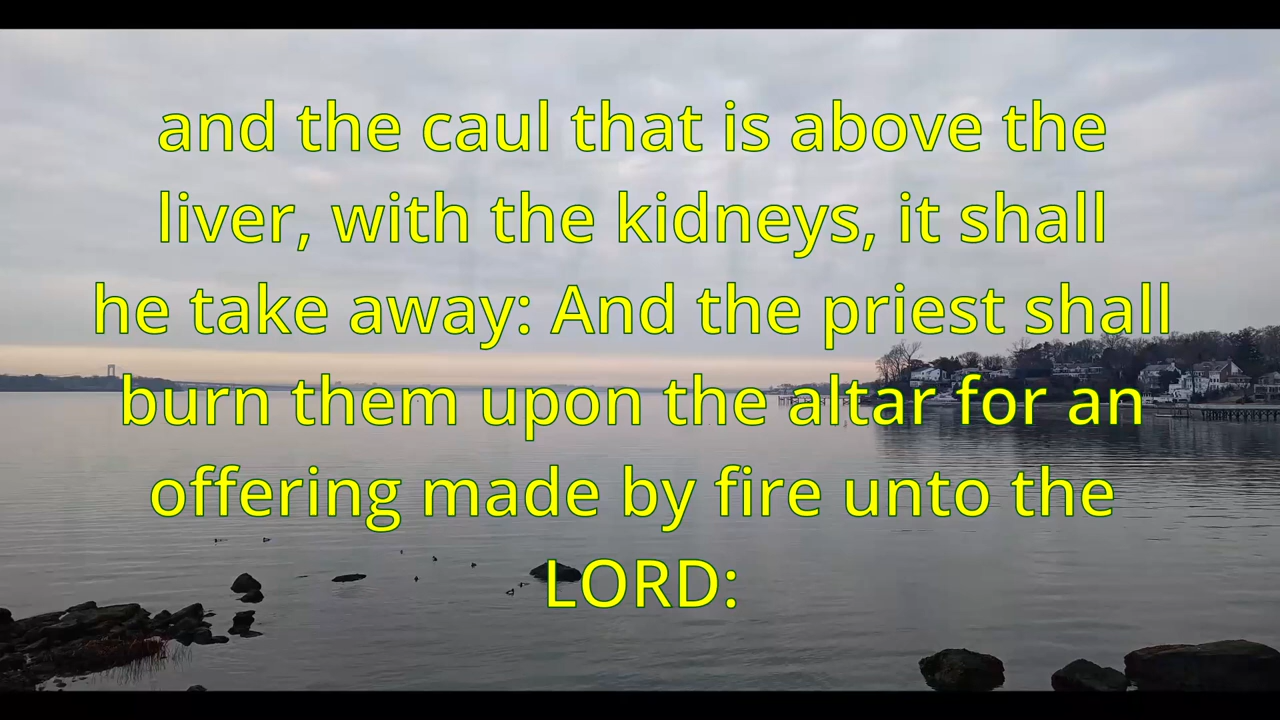 and the caul that is above the
liver, with the kidneys, it shall
he take away: And the priest shall
burn them upon the altar for an
offering made by fire unto the
LORD: